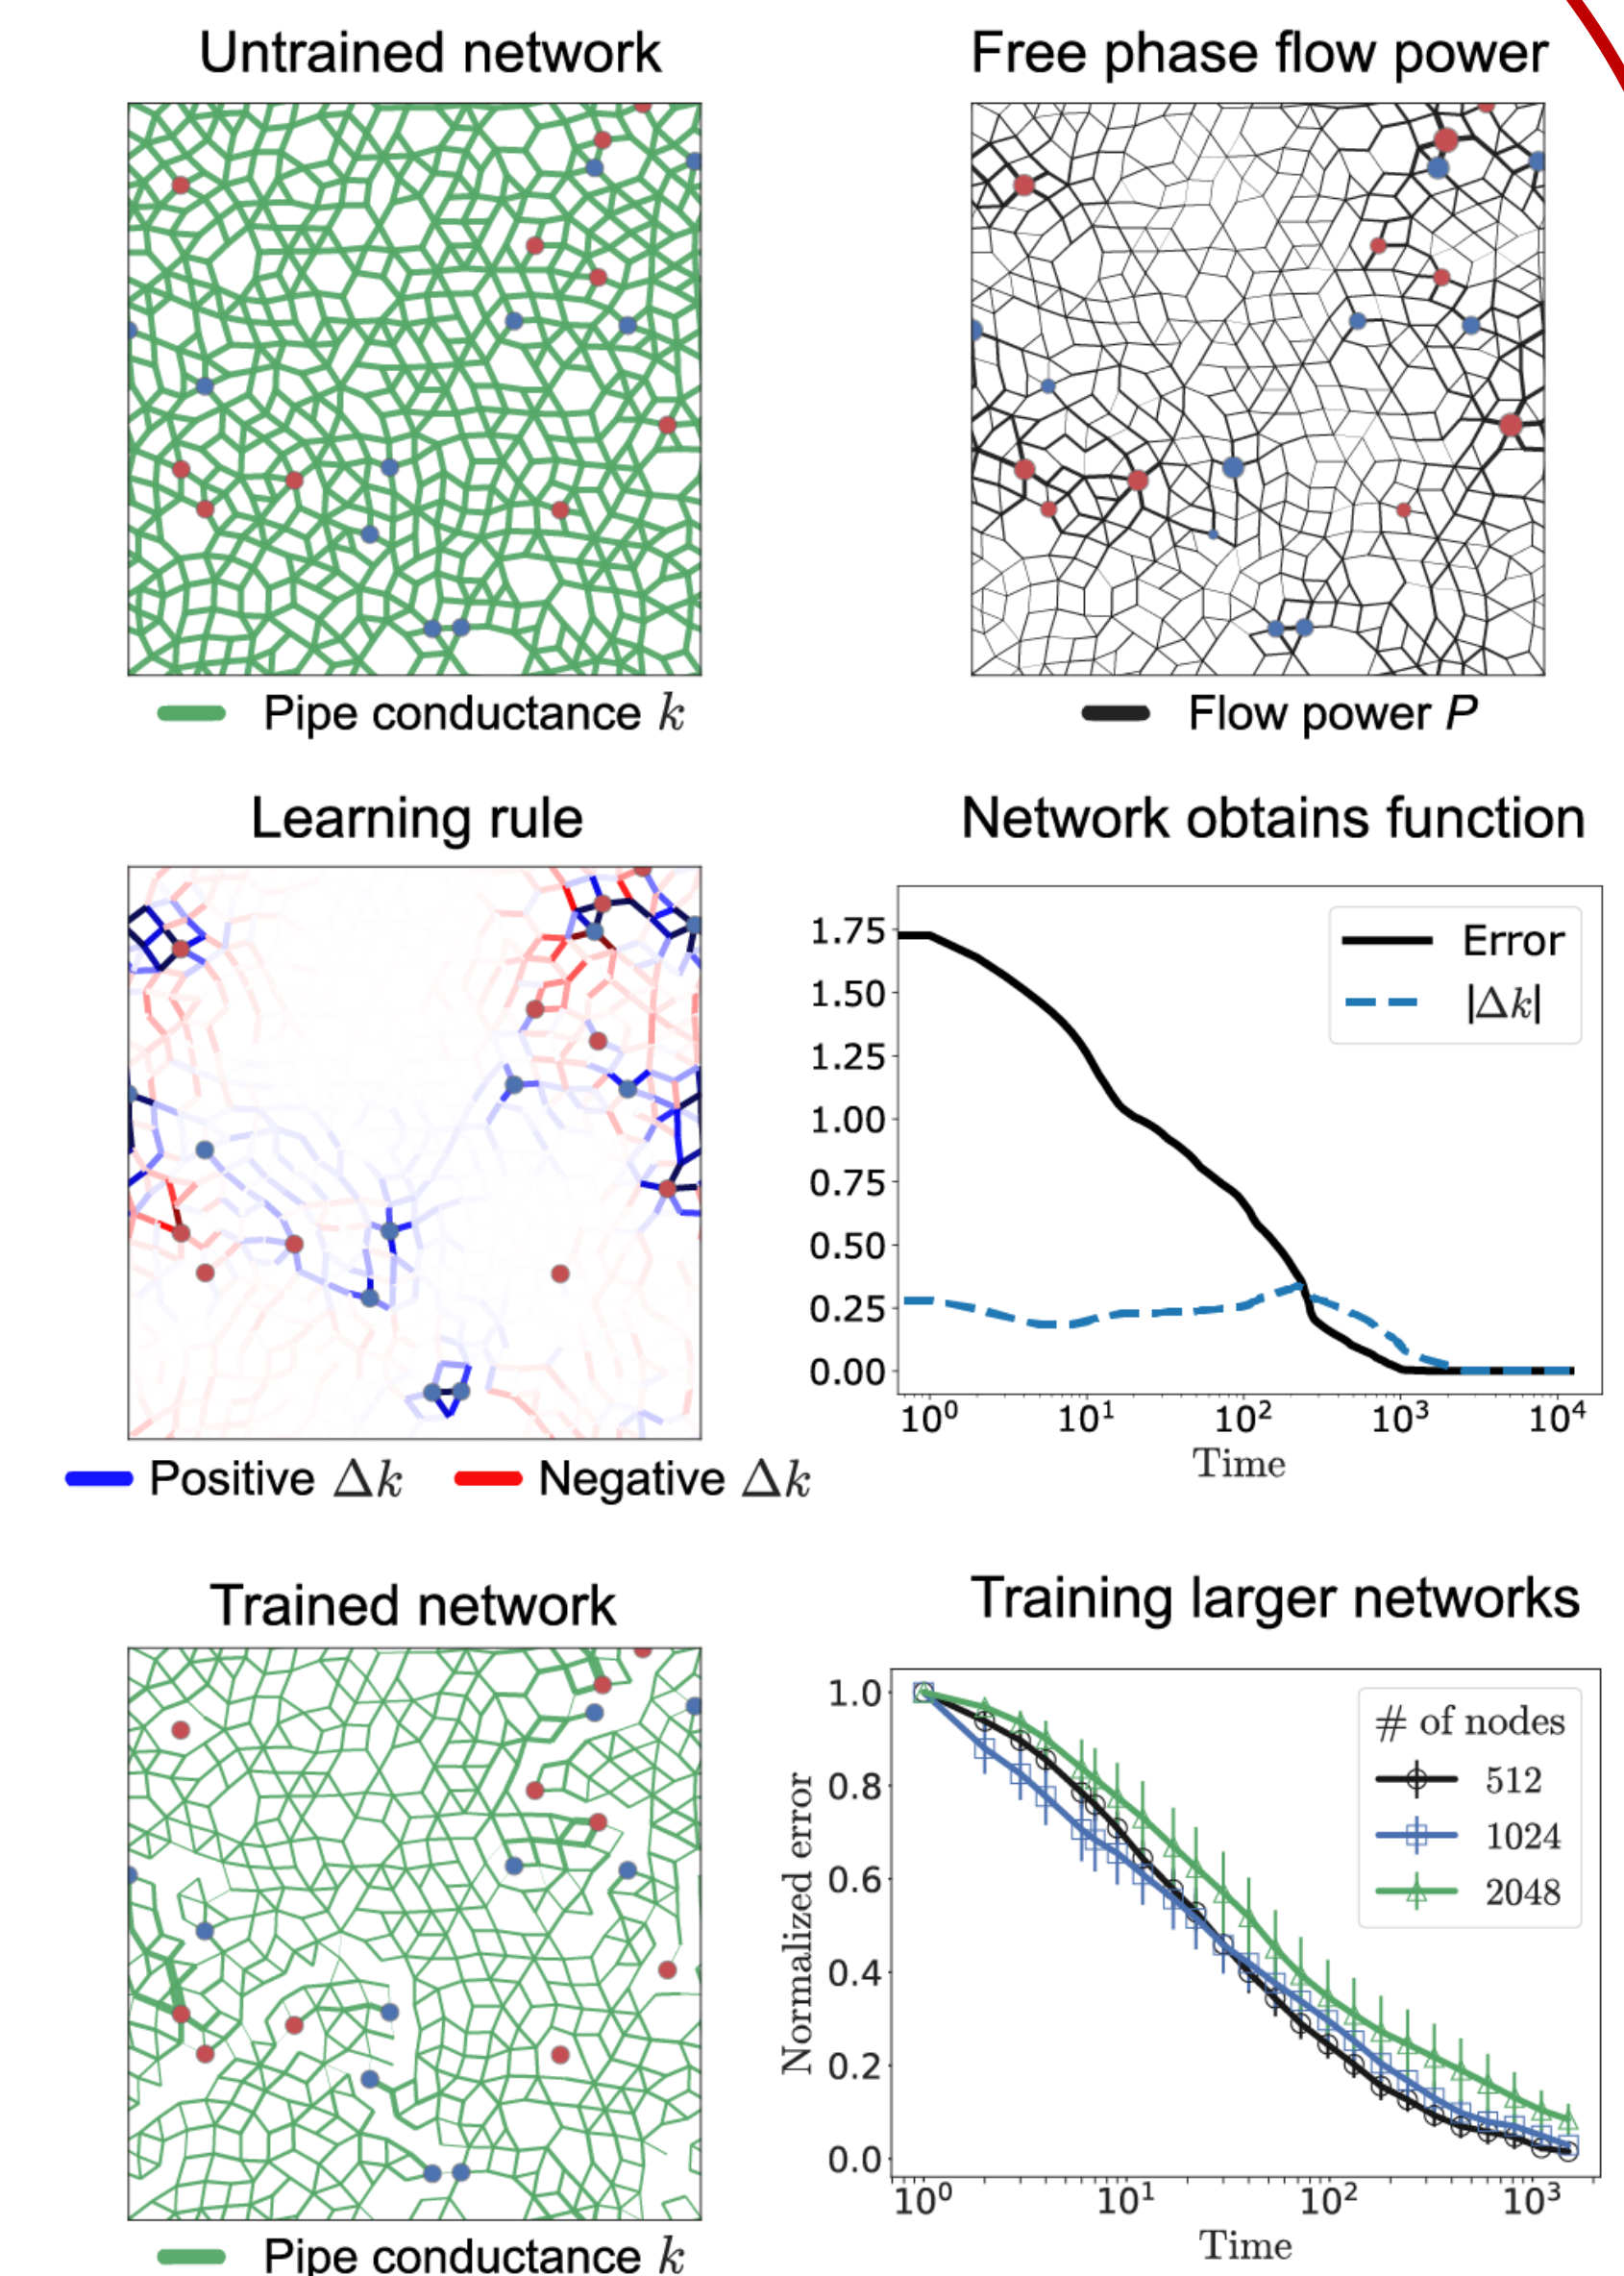 Untrained network
Free phase flow power
Pipe conductance k
Flow power P
Learning rule
Network obtains function
1.75
1.50
1.25
1.00
0.75
0.50
0.25
0.00
Error
|Δk|
10⁰ 10¹ 10² 10³ 10⁴
Time
Positive Δk
Negative Δk
Trained network
Training larger networks
1.0
0.8
0.6
0.4
0.2
0.0
Normalized error
# of nodes
512
1024
2048
10⁰ 10¹ 10² 10³
Time
Pipe conductance k